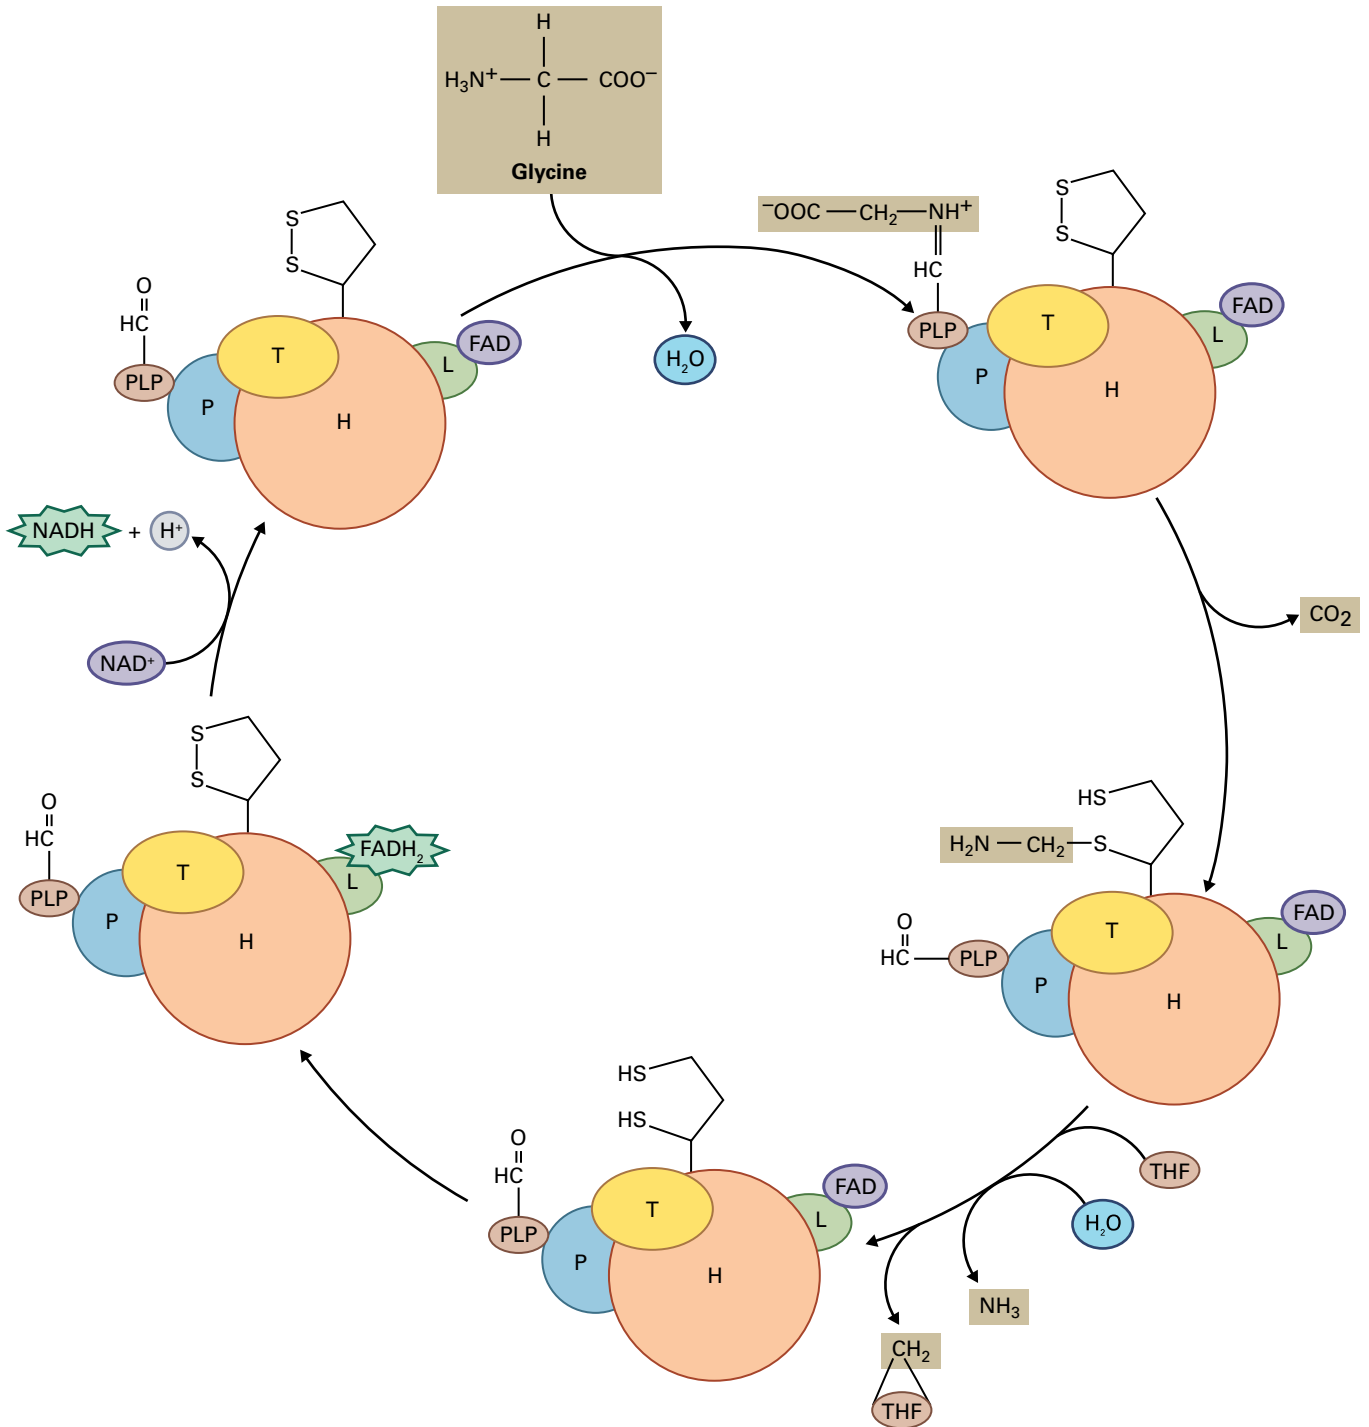 H
H₃N⁺ C COO⁻
H
Glycine
S
S
O
HC
PLP
P
T
H
L
FAD
H₂O
⁻OOC CH₂ NH⁺
HC
S
S
PLP
P
T
H
L
FAD
CO₂
HS
H₂N CH₂ S
O
HC
PLP
P
T
H
L
FAD
THF
H₂O
NH₃
CH₂
THF
HS
HS
O
HC
PLP
P
T
H
L
FAD
S
S
O
HC
PLP
P
T
H
L
FADH₂
NAD⁺
NADH + H⁺